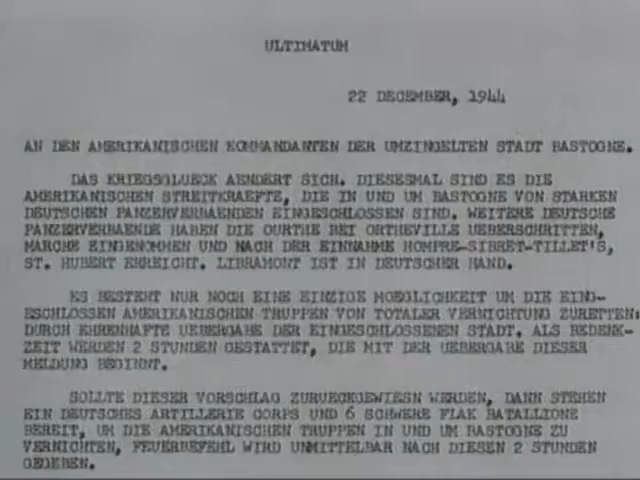 ULTIMATUM
22 DECEMBER, 1944
AN DEN AMERIKANISCHEN KOMMANDANTEN DER UMZINGELTEN STADT BASTOGNE.
DAS KRIEGSGLUECK AENDERT SICH. DIESESMAL SIND ES DIE
AMERIKANISCHEN STREITKRAEFTE, DIE IN UND UM BASTOGNE VON STARKEN
DEUTSCHEN PANZERVERBAENDEN EINGESCHLOSSEN SIND. WEITERE DEUTSCHE
PANZERVERBAENDE HABEN DIE OURTHE BEI ORTHEVILLE UEBERSCHRITTEN,
MARCHE EINGENOMMEN UND NACH DER EINNAHME HOMPRE-SIBRET-TILLET'S,
ST. HUBERT ERREICHT. LIBRAMONT IST IN DEUTSCHER HAND.
ES BESTEHT NUR NOCH EINE EINZIGE MOEGLICHKEIT UM DIE EING-
ESCHLOSSEN AMERIKANISCHEN TRUPPEN VON TOTALER VERNICHTUNG ZURETTEN:
DURCH EHRENHAFTE UEBERGABE DER EINGESCHLOSSENEN STADT. ALS BEDENK-
ZEIT WERDEN 2 STUNDEN GESTATTET, DIE MIT DER UEBERGABE DIESER
MELDUNG BEGINNT.
SOLLTE DIESER VORSCHLAG ZURUECKGEWIESN WERDEN, DANN STEHEN
EIN DEUTSCHES ARTILLERIE CORPS UND 6 SCHWERE FLAK BATALLIONE
BEREIT, UM DIE AMERIKANISCHEN TRUPPEN IN UND UM BASTOGNE ZU
VERNICHTEN, FEUERBEFEHL WIRD UNMITTELBAR NACH DIESEN 2 STUNDEN
GEGEBEN.